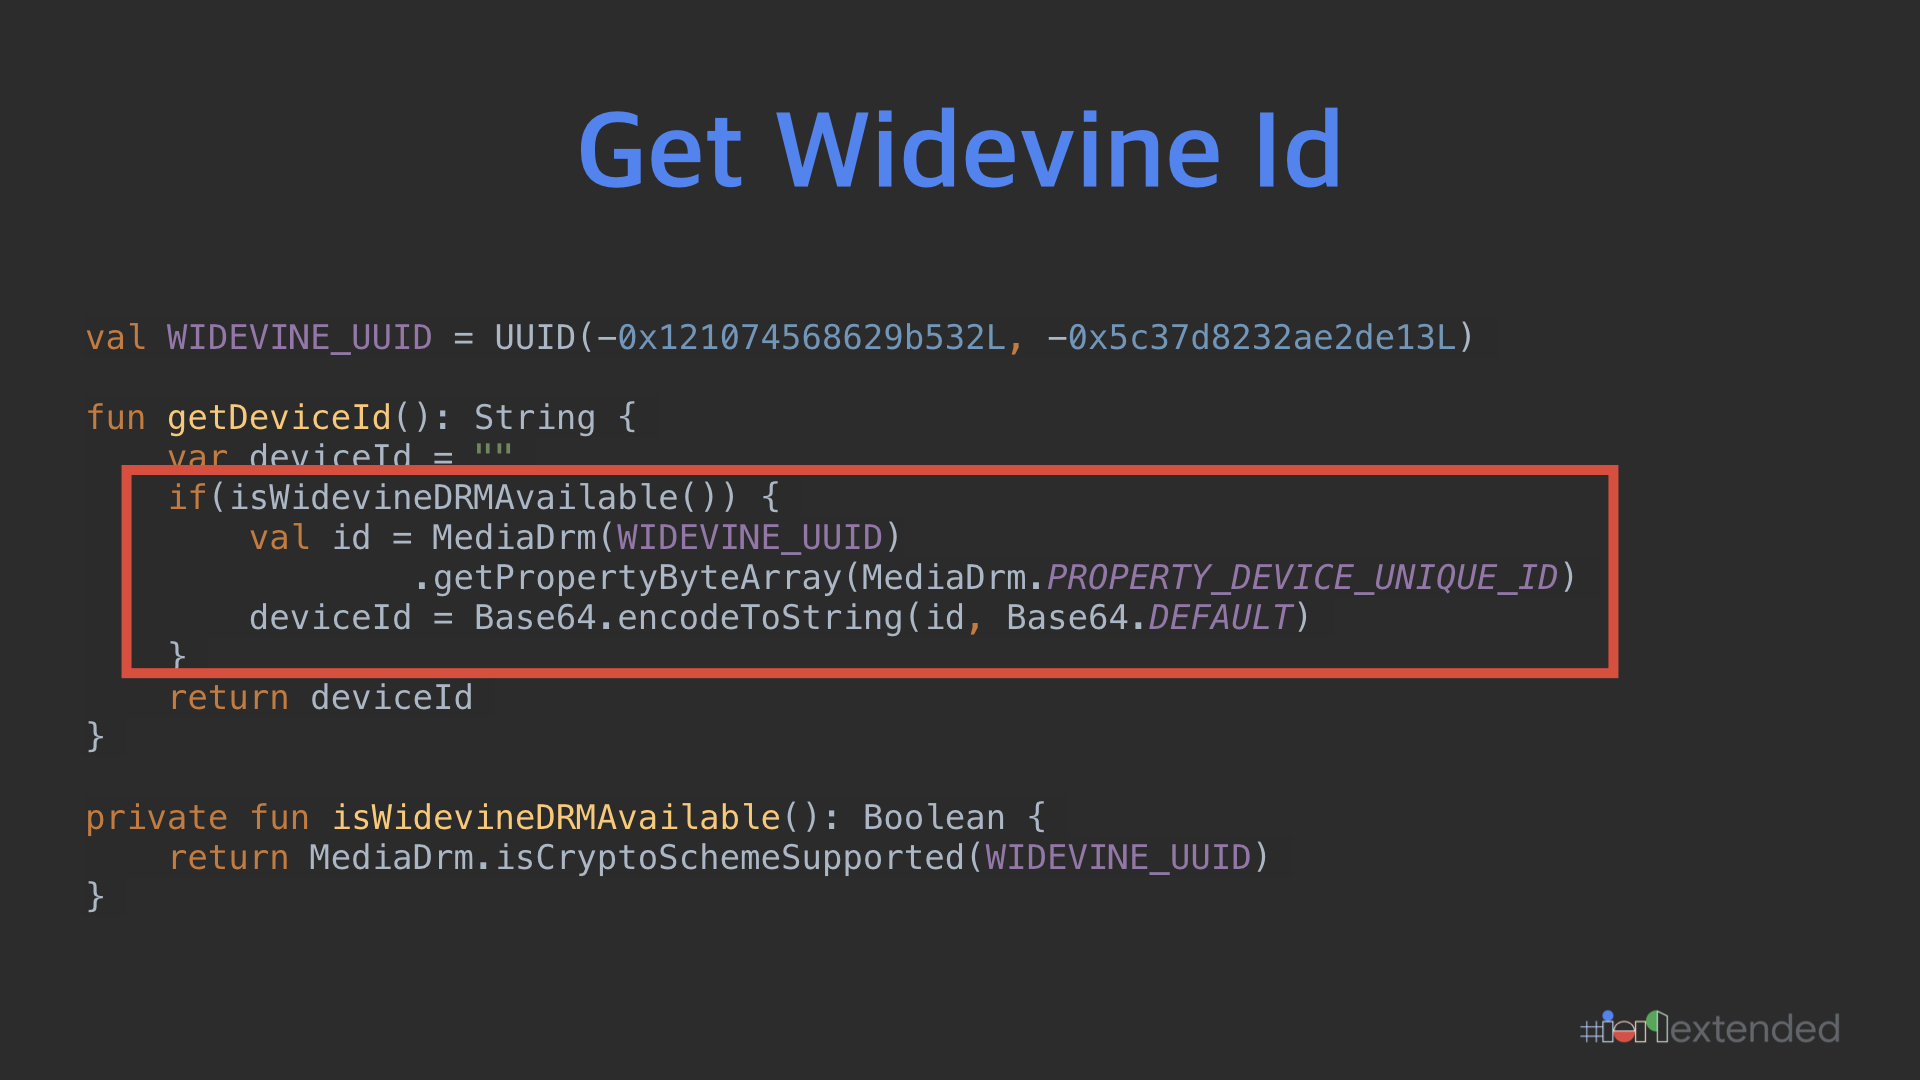 Get Widevine Id
val WIDEVINE_UUID = UUID(-0x121074568629b532L, -0x5c37d8232ae2de13L)
fun getDeviceId(): String {
    var deviceId = ""
    if(isWidevineDRMAvailable()) {
        val id = MediaDrm(WIDEVINE_UUID)
                .getPropertyByteArray(MediaDrm.PROPERTY_DEVICE_UNIQUE_ID)
        deviceId = Base64.encodeToString(id, Base64.DEFAULT)
    }
    return deviceId
}
private fun isWidevineDRMAvailable(): Boolean {
    return MediaDrm.isCryptoSchemeSupported(WIDEVINE_UUID)
}
#io19extended